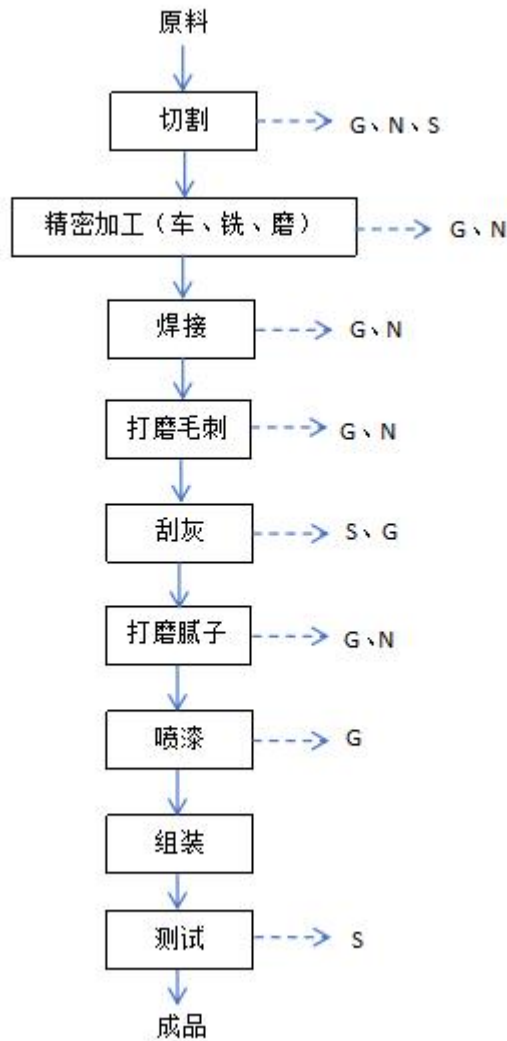 原料
切割
G、N、S
精密加工（车、铣、磨）
G、N
焊接
G、N
打磨毛刺
G、N
刮灰
S、G
打磨腻子
G、N
喷漆
G
组装
测试
S
成品